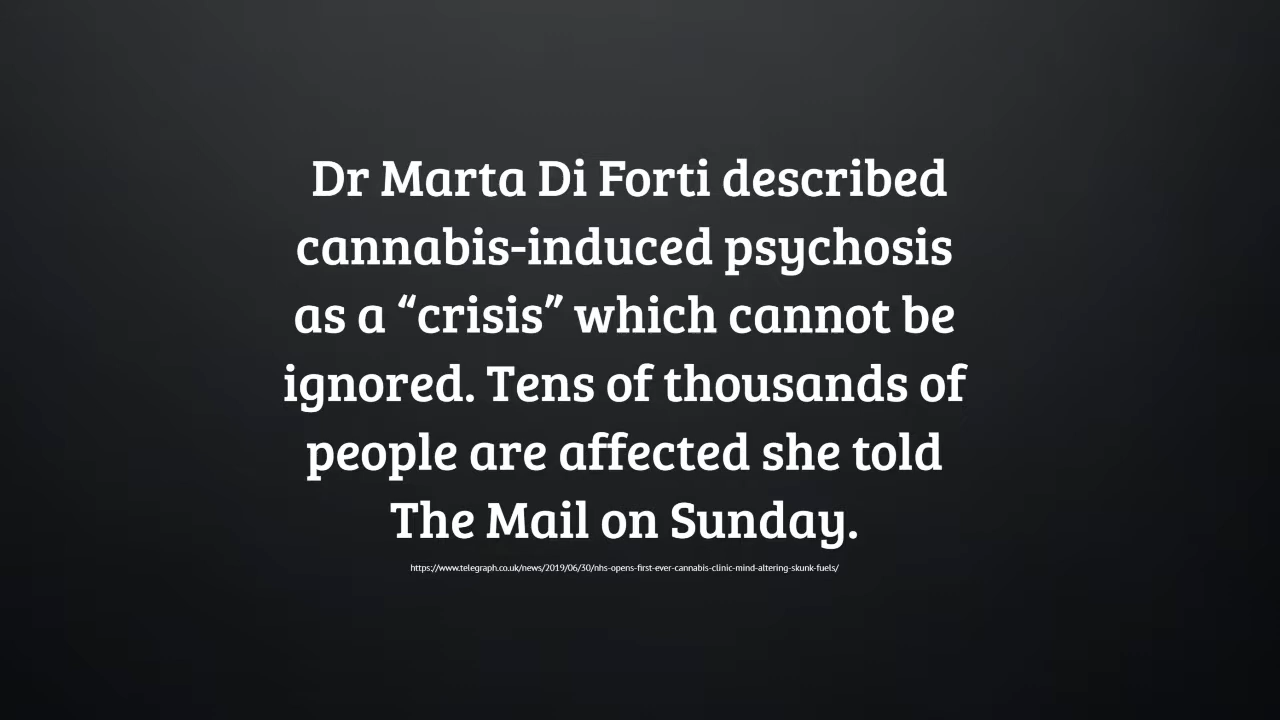 Dr Marta Di Forti described
cannabis-induced psychosis
as a “crisis” which cannot be
ignored. Tens of thousands of
people are affected she told
The Mail on Sunday.
https://www.telegraph.co.uk/news/2019/06/30/nhs-opens-first-ever-cannabis-clinic-mind-altering-skunk-fuels/